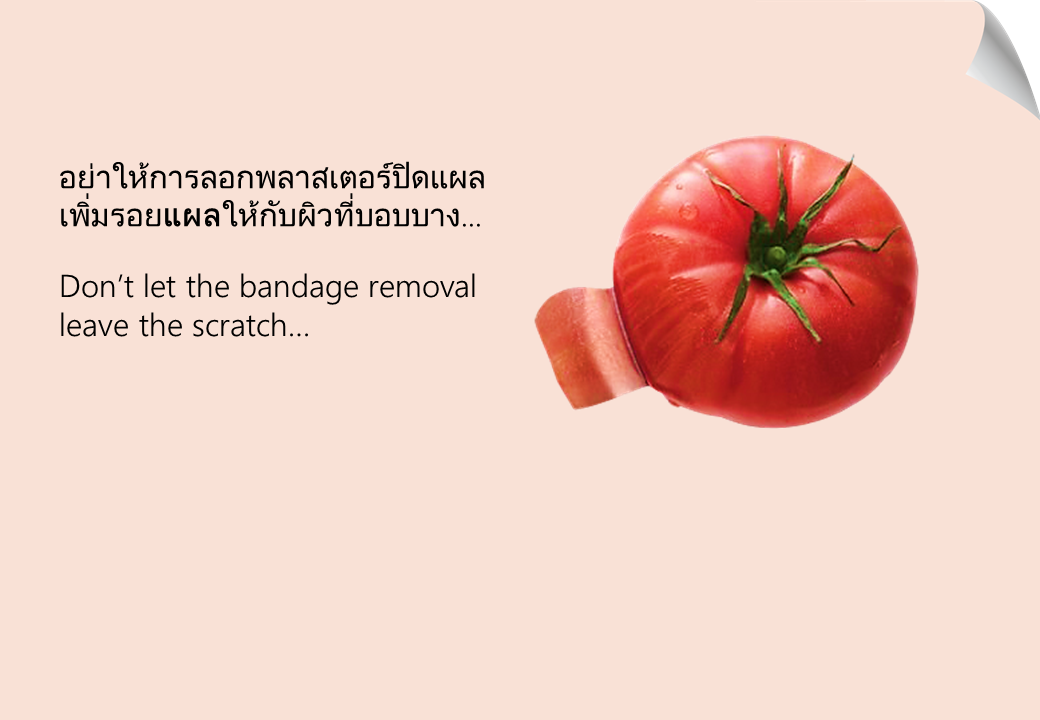 อย่าให้การลอกพลาสเตอร์ปิดแผล
เพิ่มรอยแผลให้กับผิวที่บอบบาง...
Don’t let the bandage removal
leave the scratch...